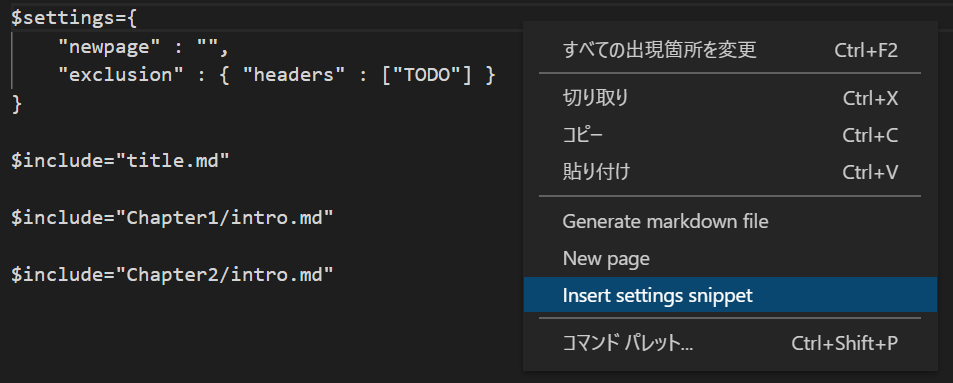 $settings={
    "newpage" : "",
    "exclusion" : { "headers" : ["TODO"] }
}
$include="title.md"
$include="Chapter1/intro.md"
$include="Chapter2/intro.md"
すべての出現箇所を変更 Ctrl+F2
切り取り Ctrl+X
コピー Ctrl+C
貼り付け Ctrl+V
Generate markdown file
New page
Insert settings snippet
コマンド パレット... Ctrl+Shift+P